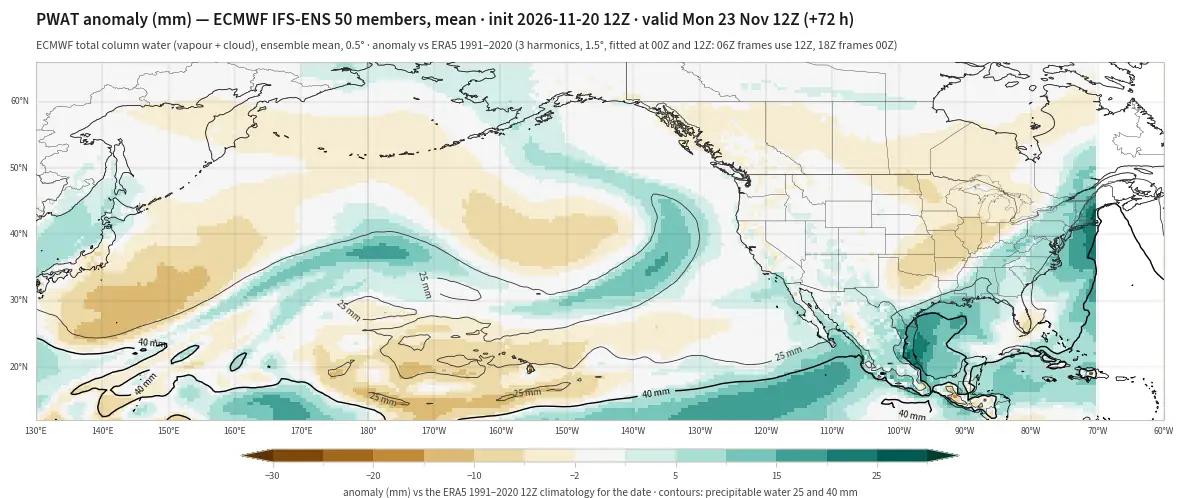 PWAT anomaly (mm) — ECMWF IFS-ENS 50 members, mean · init 2026-11-20 12Z · valid Mon 23 Nov 12Z (+72 h)
ECMWF total column water (vapour + cloud), ensemble mean, 0.5° · anomaly vs ERA5 1991–2020 (3 harmonics, 1.5°, fitted at 00Z and 12Z: 06Z frames use 12Z, 18Z frames 00Z)
60°N
50°N
40°N
30°N
20°N
25 mm
25 mm
40 mm
40 mm
25 mm
25 mm
25 mm
40 mm
40 mm
130°E 140°E 150°E 160°E 170°E 180° 170°W 160°W 150°W 140°W 130°W 120°W 110°W 100°W 90°W 80°W 70°W 60°W
−30 −20 −10 −2 5 15 25
anomaly (mm) vs the ERA5 1991–2020 12Z climatology for the date · contours: precipitable water 25 and 40 mm